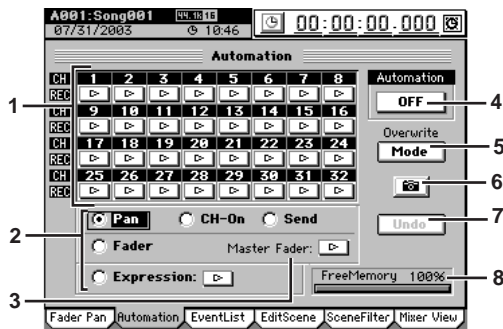 A001:Song001 44.1k 16 00:00:00.000
07/31/2003 10:46
Automation
CH 1 2 3 4 5 6 7 8
REC
CH 9 10 11 12 13 14 15 16
REC
CH 17 18 19 20 21 22 23 24
REC
CH 25 26 27 28 29 30 31 32
REC
Automation
OFF
Overwrite
Mode
Undo
Pan CH-On Send
Fader Master Fader:
Expression:
FreeMemory 100%
Fader Pan Automation EventList EditScene SceneFilter Mixer View
1
2
3
4
5
6
7
8